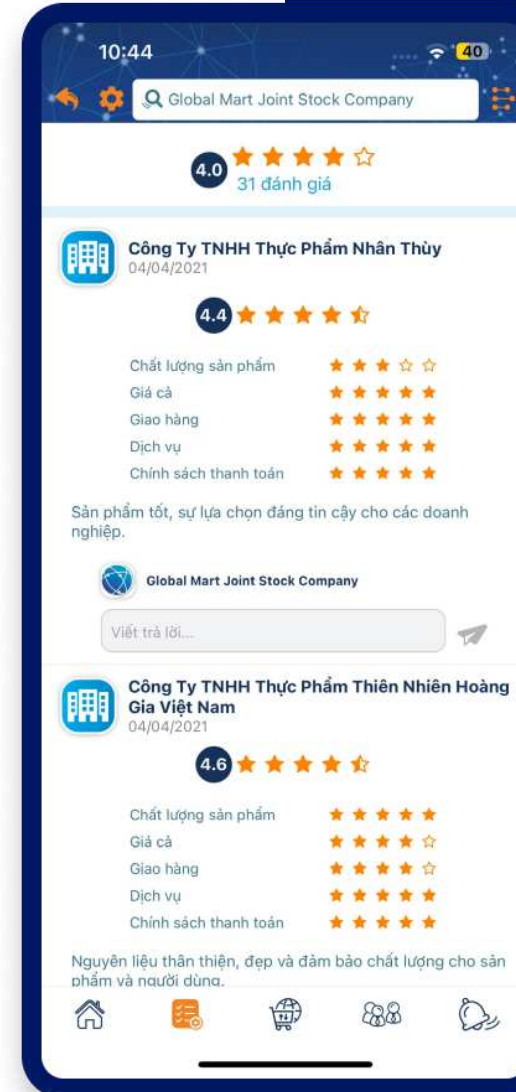 10:44
40
Global Mart Joint Stock Company
4.0
31 đánh giá
Công Ty TNHH Thực Phẩm Nhân Thùy
04/04/2021
4.4
Chất lượng sản phẩm
Giá cả
Giao hàng
Dịch vụ
Chính sách thanh toán
Sản phẩm tốt, sự lựa chọn đáng tin cậy cho các doanh
nghiệp.
Global Mart Joint Stock Company
Viết trả lời...
Công Ty TNHH Thực Phẩm Thiên Nhiên Hoàng
Gia Việt Nam
04/04/2021
4.6
Chất lượng sản phẩm
Giá cả
Giao hàng
Dịch vụ
Chính sách thanh toán
Nguyên liệu thân thiện, đẹp và đảm bảo chất lượng cho sản
phẩm và người dùng.